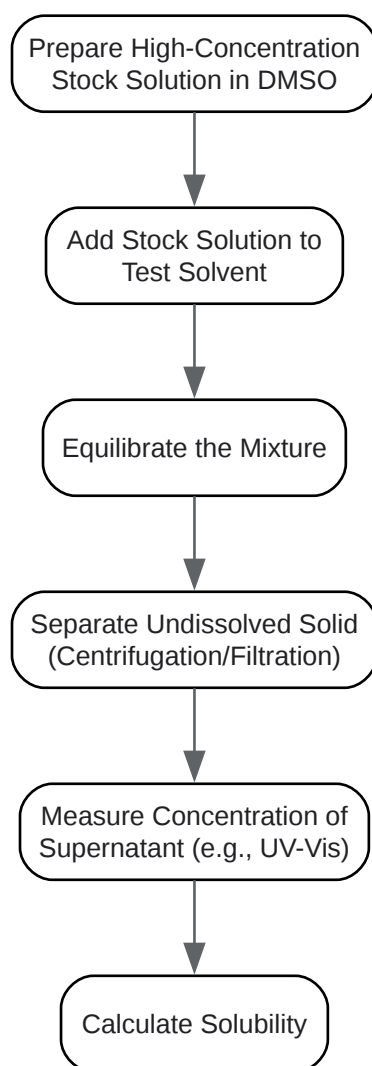 Prepare High-Concentration
Stock Solution in DMSO
Add Stock Solution to
Test Solvent
Equilibrate the Mixture
Separate Undissolved Solid
(Centrifugation/Filtration)
Measure Concentration of
Supernatant (e.g., UV-Vis)
Calculate Solubility